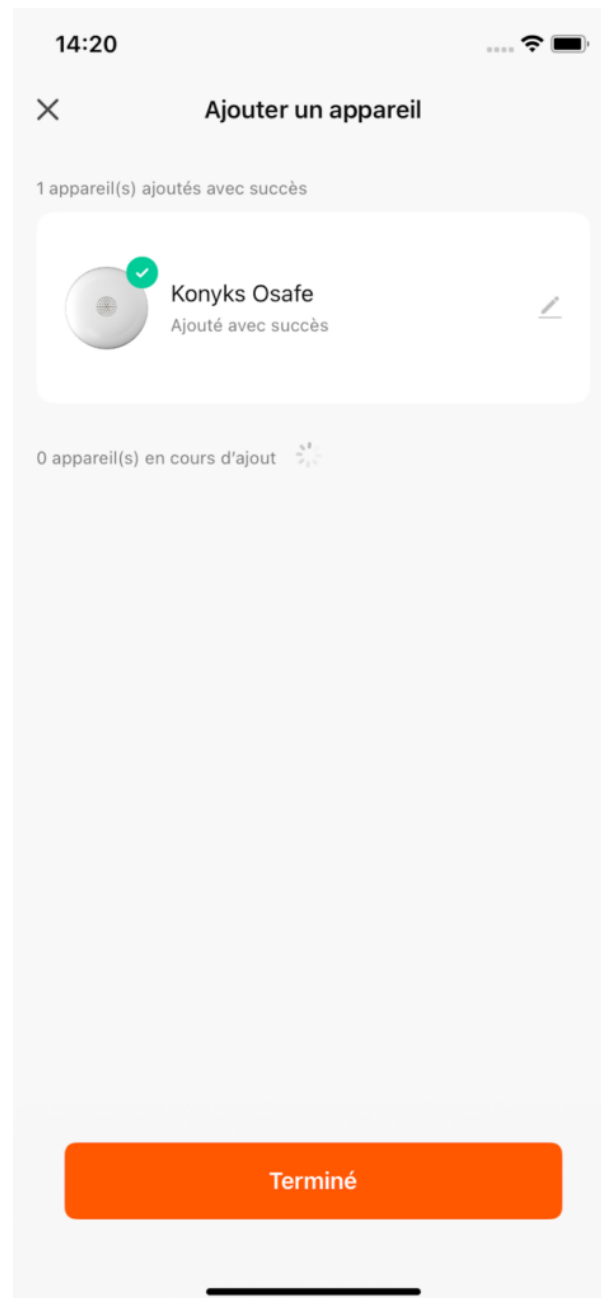 14:20
Ajouter un appareil
1 appareil(s) ajoutés avec succès
Konyks Osafe
Ajouté avec succès
0 appareil(s) en cours d'ajout
Terminé